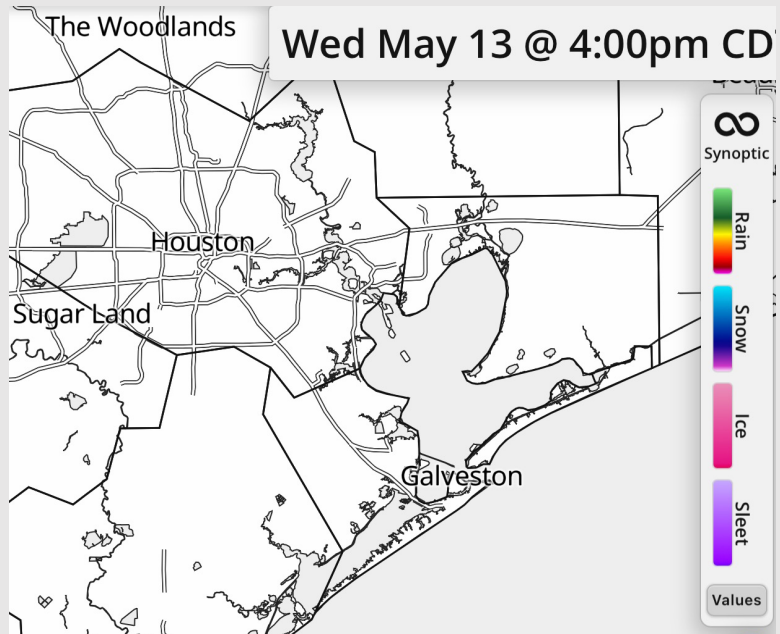 The Woodlands
Wed May 13 @ 4:00pm CD
Synoptic
Rain
Houston
Snow
Sugar Land
Ice
Galveston
Sleet
Values